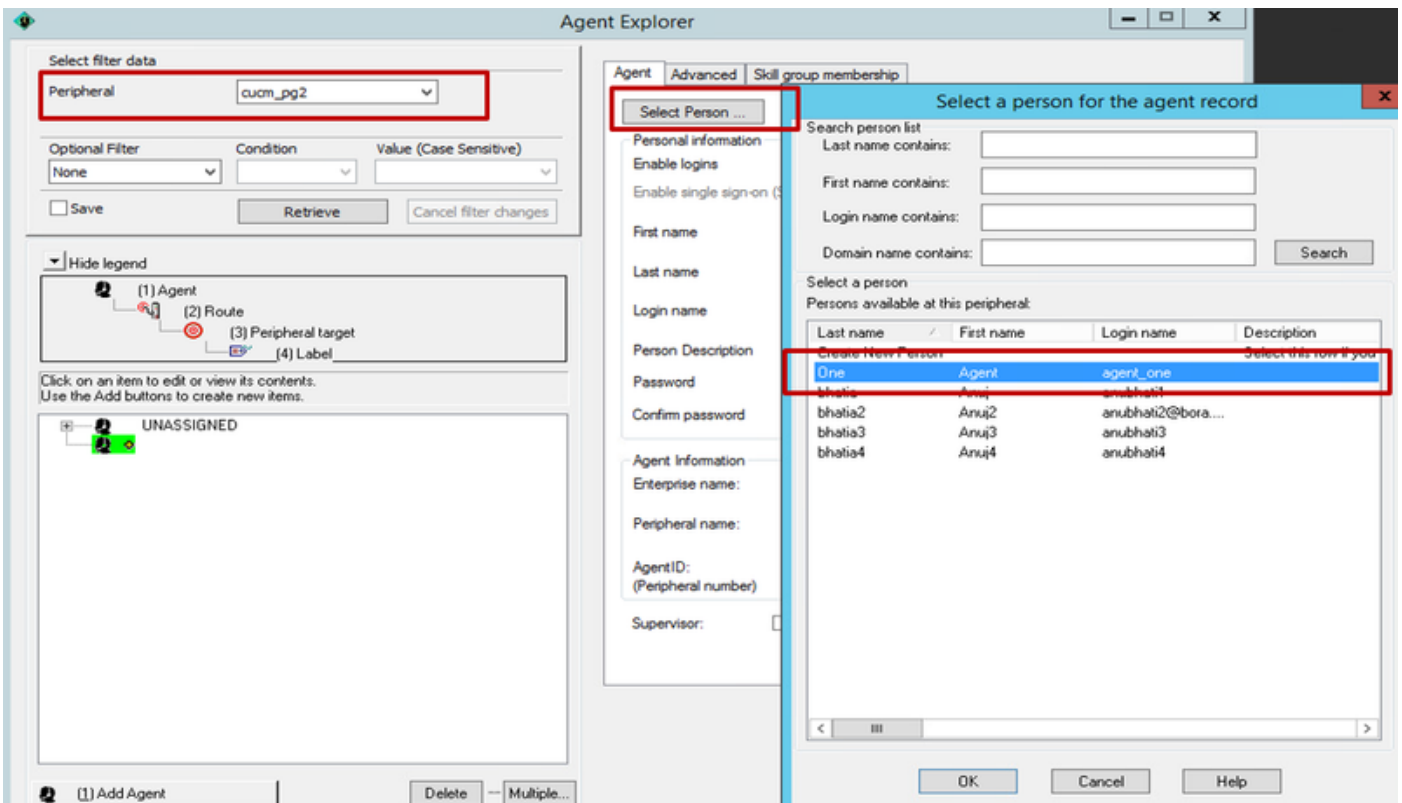 Agent Explorer
Select filter data
Peripheral
cucm_pg2
Optional Filter
Condition
Value (Case Sensitive)
None
Save
Retrieve
Cancel filter changes
Hide legend
(1) Agent
(2) Route
(3) Peripheral target
(4) Label
Click on an item to edit or view its contents.
Use the Add buttons to create new items.
UNASSIGNED
(1) Add Agent
Delete
Multiple...
Agent
Advanced
Skill group membership
Select Person ...
Personal information
Enable logins
Enable single sign-on (S
First name
Last name
Login name
Person Description
Password
Confirm password
Agent Information
Enterprise name:
Peripheral name:
AgentID:
(Peripheral number)
Supervisor:
Select a person for the agent record
Search person list
Last name contains:
First name contains:
Login name contains:
Domain name contains:
Search
Select a person
Persons available at this peripheral:
Last name First name Login name Description
Create New Person Select this row if you
One Agent agent_one
bhatia Anuj anubhati1
bhatia2 Anuj2 anubhati2@bora....
bhatia3 Anuj3 anubhati3
bhatia4 Anuj4 anubhati4
OK
Cancel
Help